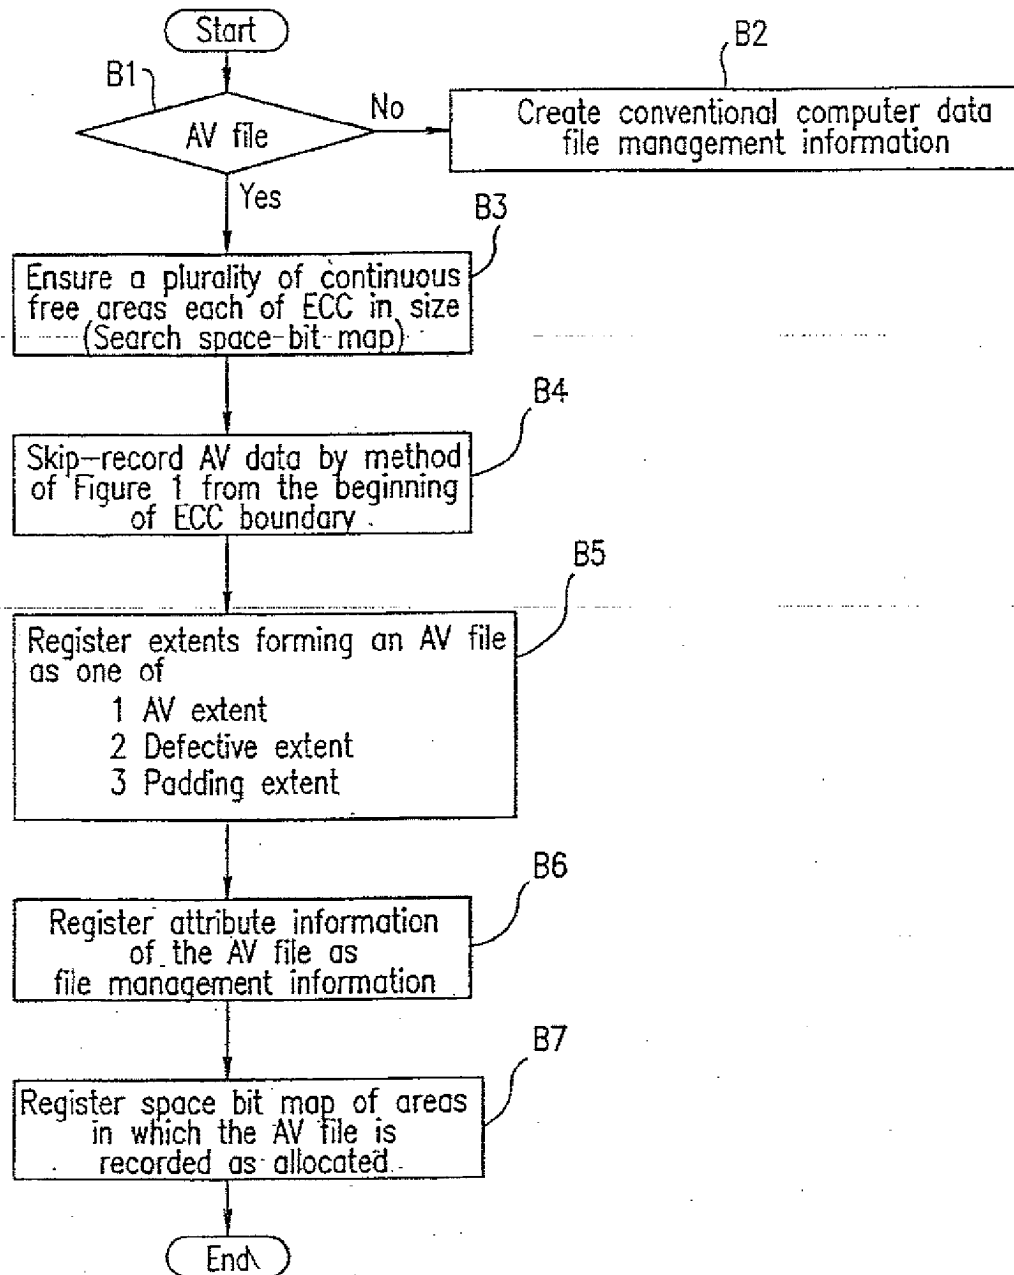 Start
B1
AV file
No
B2
Create conventional computer data
file management information
Yes
B3
Ensure a plurality of continuous
free areas each of ECC in size
(Search space-bit-map)
B4
Skip-record AV data by method
of Figure 1 from the beginning
of ECC boundary
B5
Register extents forming an AV file
as one of
1 AV extent
2 Defective extent
3 Padding extent
B6
Register attribute information
of the AV file as
file management information
B7
Register space bit map of areas
in which the AV file is
recorded as allocated
End